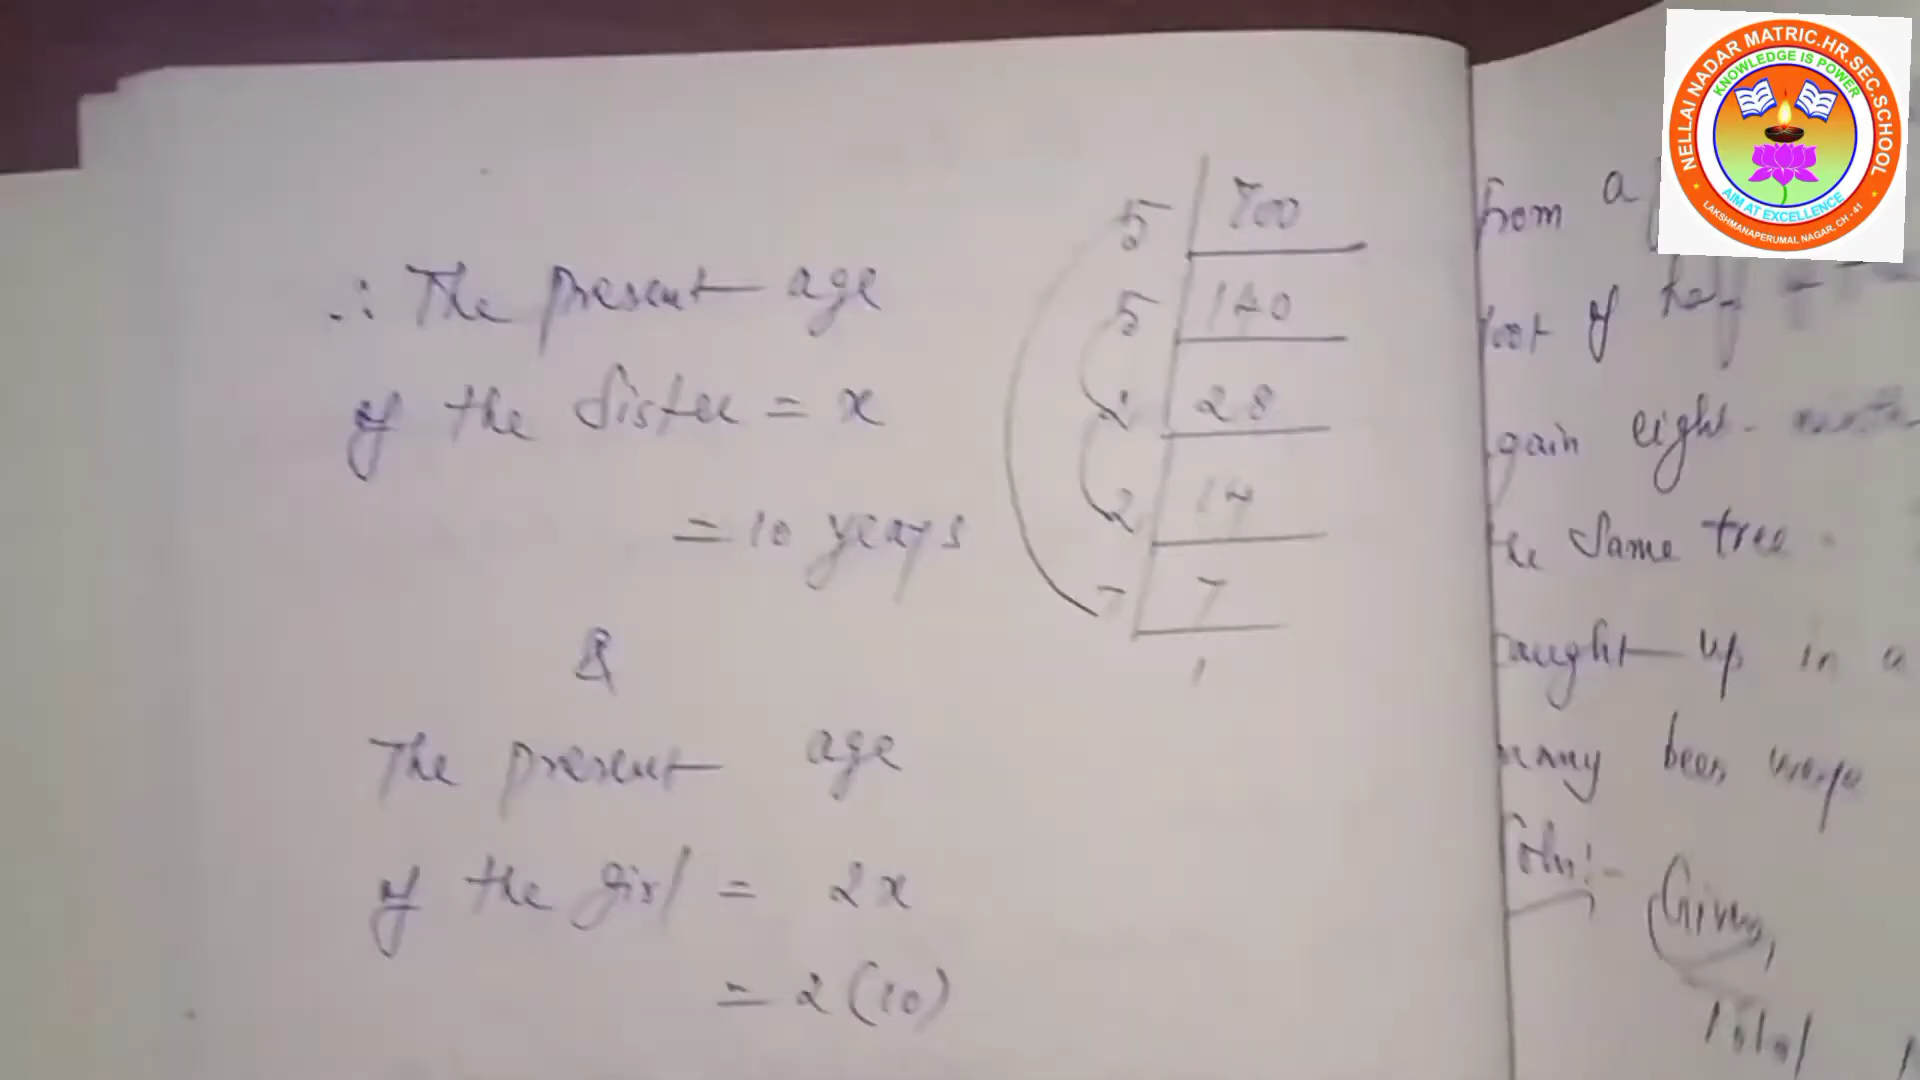 ∴ The present age
of the Sister = x
= 10 years
&
The present age
of the girl = 2x
= 2(10)
5 | 700
5 | 140
2 | 28
2 | 14
7 | 7
1
from a
root of half of
gain eight-ninth
the same tree.
caught up in a
many bees were
Soln:-
Given,
Total
NELLAI NADAR MATRIC.HR.SEC.SCHOOL
KNOWLEDGE IS POWER
AIM AT EXCELLENCE
LAKSHMANAPERUMAL NAGAR, CH - 41